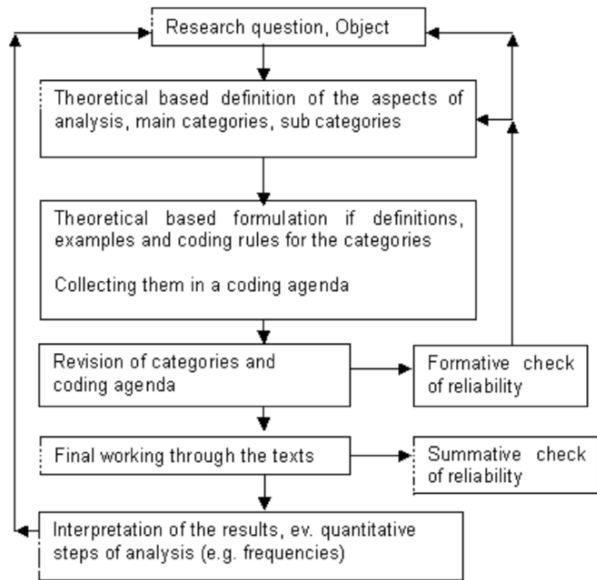 Research question, Object
Theoretical based definition of the aspects of
analysis, main categories, sub categories
Theoretical based formulation if definitions,
examples and coding rules for the categories
Collecting them in a coding agenda
Revision of categories and
coding agenda
Formative check
of reliability
Final working through the texts
Summative check
of reliability
Interpretation of the results, ev. quantitative
steps of analysis (e.g. frequencies)